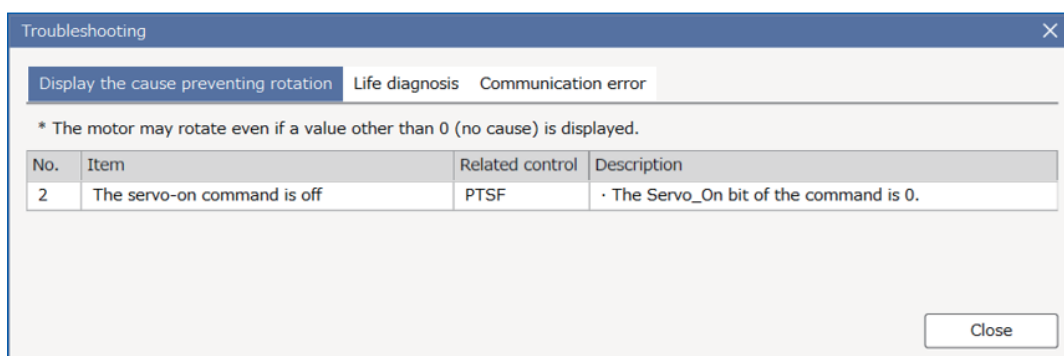 Troubleshooting
Display the cause preventing rotation Life diagnosis Communication error
* The motor may rotate even if a value other than 0 (no cause) is displayed.
No. Item Related control Description
2 The servo-on command is off PTSF · The Servo_On bit of the command is 0.
Close